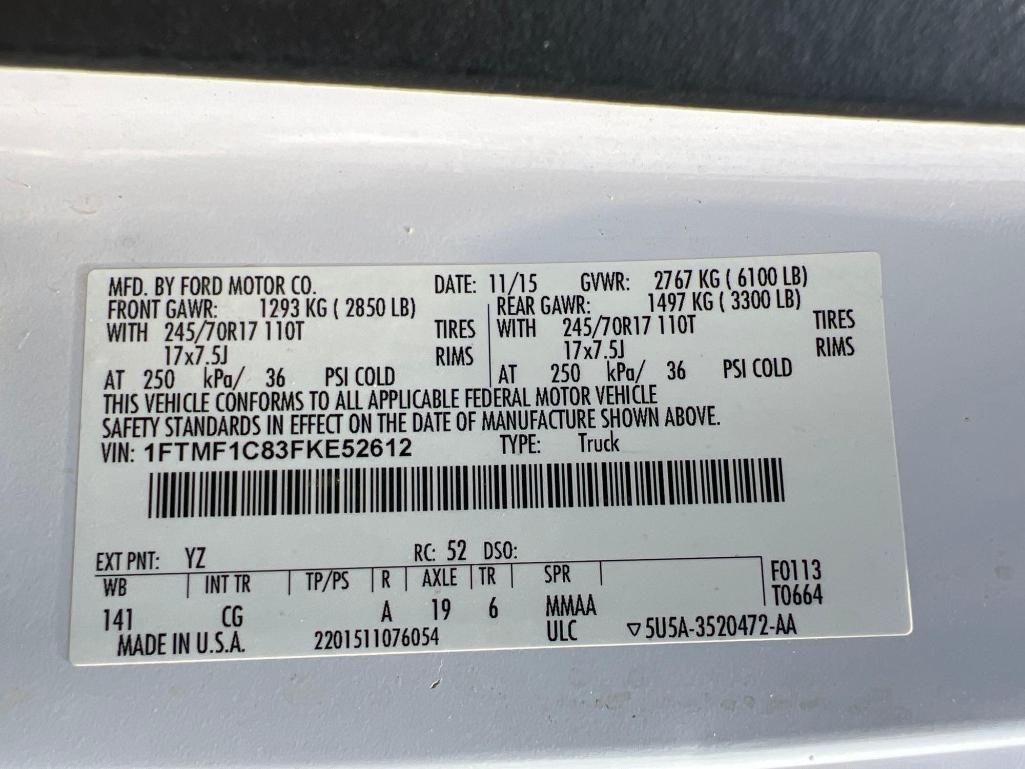 MFD. BY FORD MOTOR CO. DATE: 11/15 GVWR: 2767 KG ( 6100 LB)
FRONT GAWR: 1293 KG ( 2850 LB) REAR GAWR: 1497 KG ( 3300 LB)
WITH 245/70R17 110T TIRES WITH 245/70R17 110T TIRES
17x7.5J RIMS 17x7.5J RIMS
AT 250 kPa/ 36 PSI COLD AT 250 kPa/ 36 PSI COLD
THIS VEHICLE CONFORMS TO ALL APPLICABLE FEDERAL MOTOR VEHICLE
SAFETY STANDARDS IN EFFECT ON THE DATE OF MANUFACTURE SHOWN ABOVE.
VIN: 1FTMF1C83FKE52612 TYPE: Truck
EXT PNT: YZ RC: 52 DSO:
WB INT TR TP/PS R AXLE TR SPR F0113
141 CG A 19 6 MMAA T0664
MADE IN U.S.A. 2201511076054 ULC ▽5U5A-3520472-AA